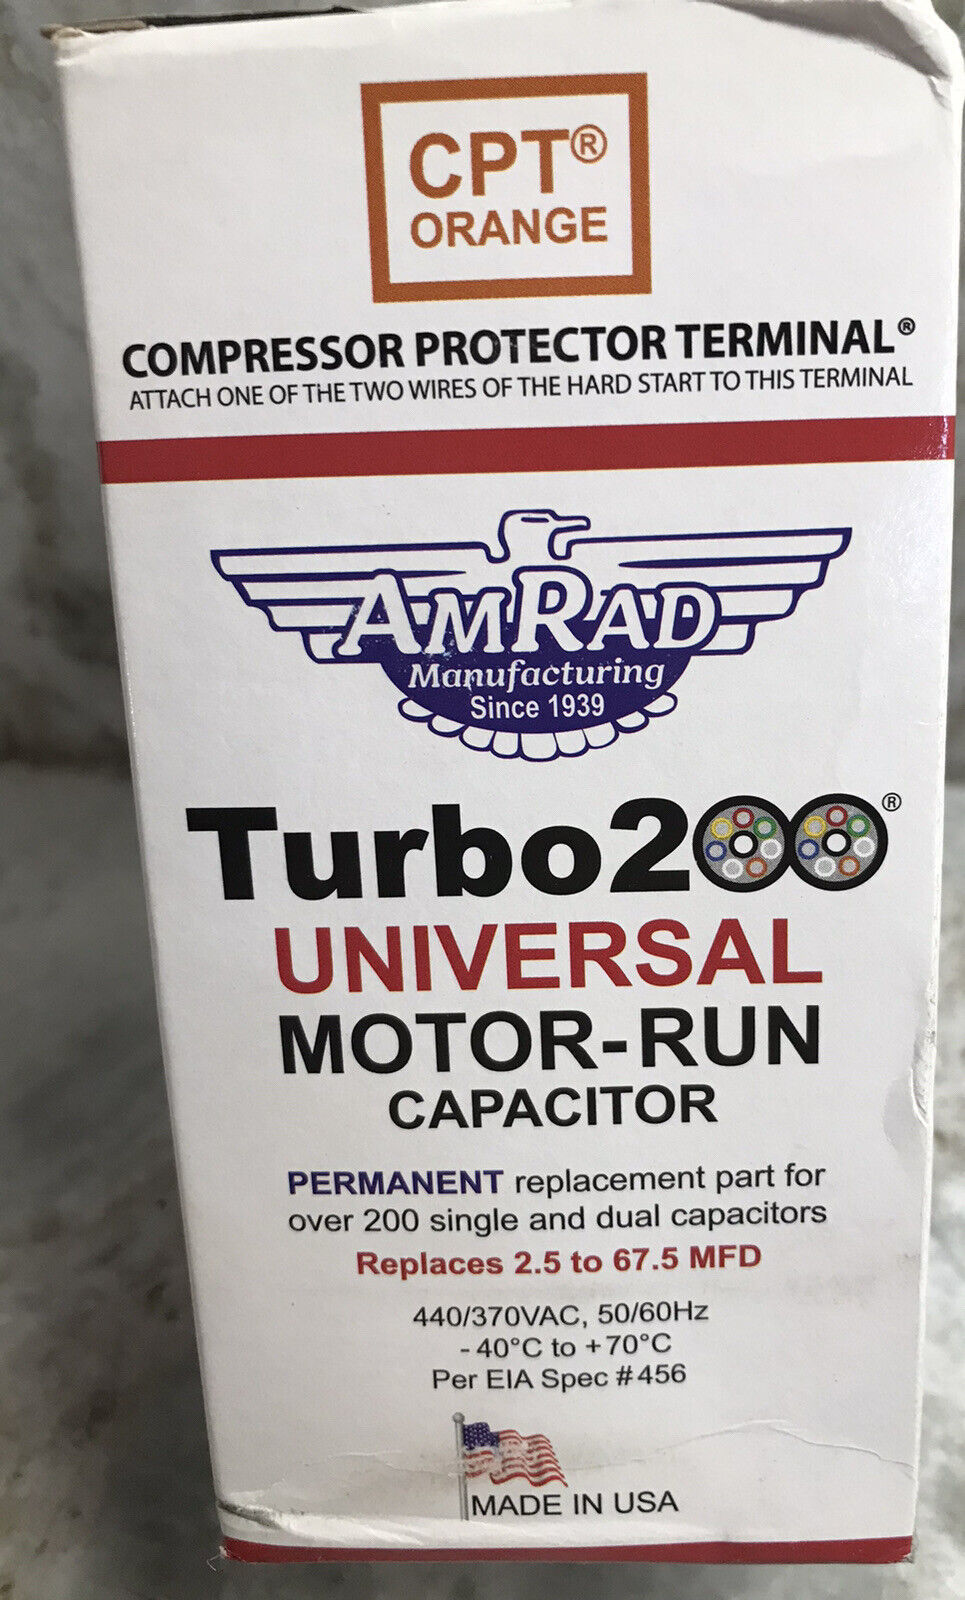 CPT®
ORANGE
COMPRESSOR PROTECTOR TERMINAL®
ATTACH ONE OF THE TWO WIRES OF THE HARD START TO THIS TERMINAL
AMRAD
Manufacturing
Since 1939
Turbo200®
UNIVERSAL
MOTOR-RUN
CAPACITOR
PERMANENT replacement part for
over 200 single and dual capacitors
Replaces 2.5 to 67.5 MFD
440/370VAC, 50/60Hz
-40°C to +70°C
Per EIA Spec #456
MADE IN USA